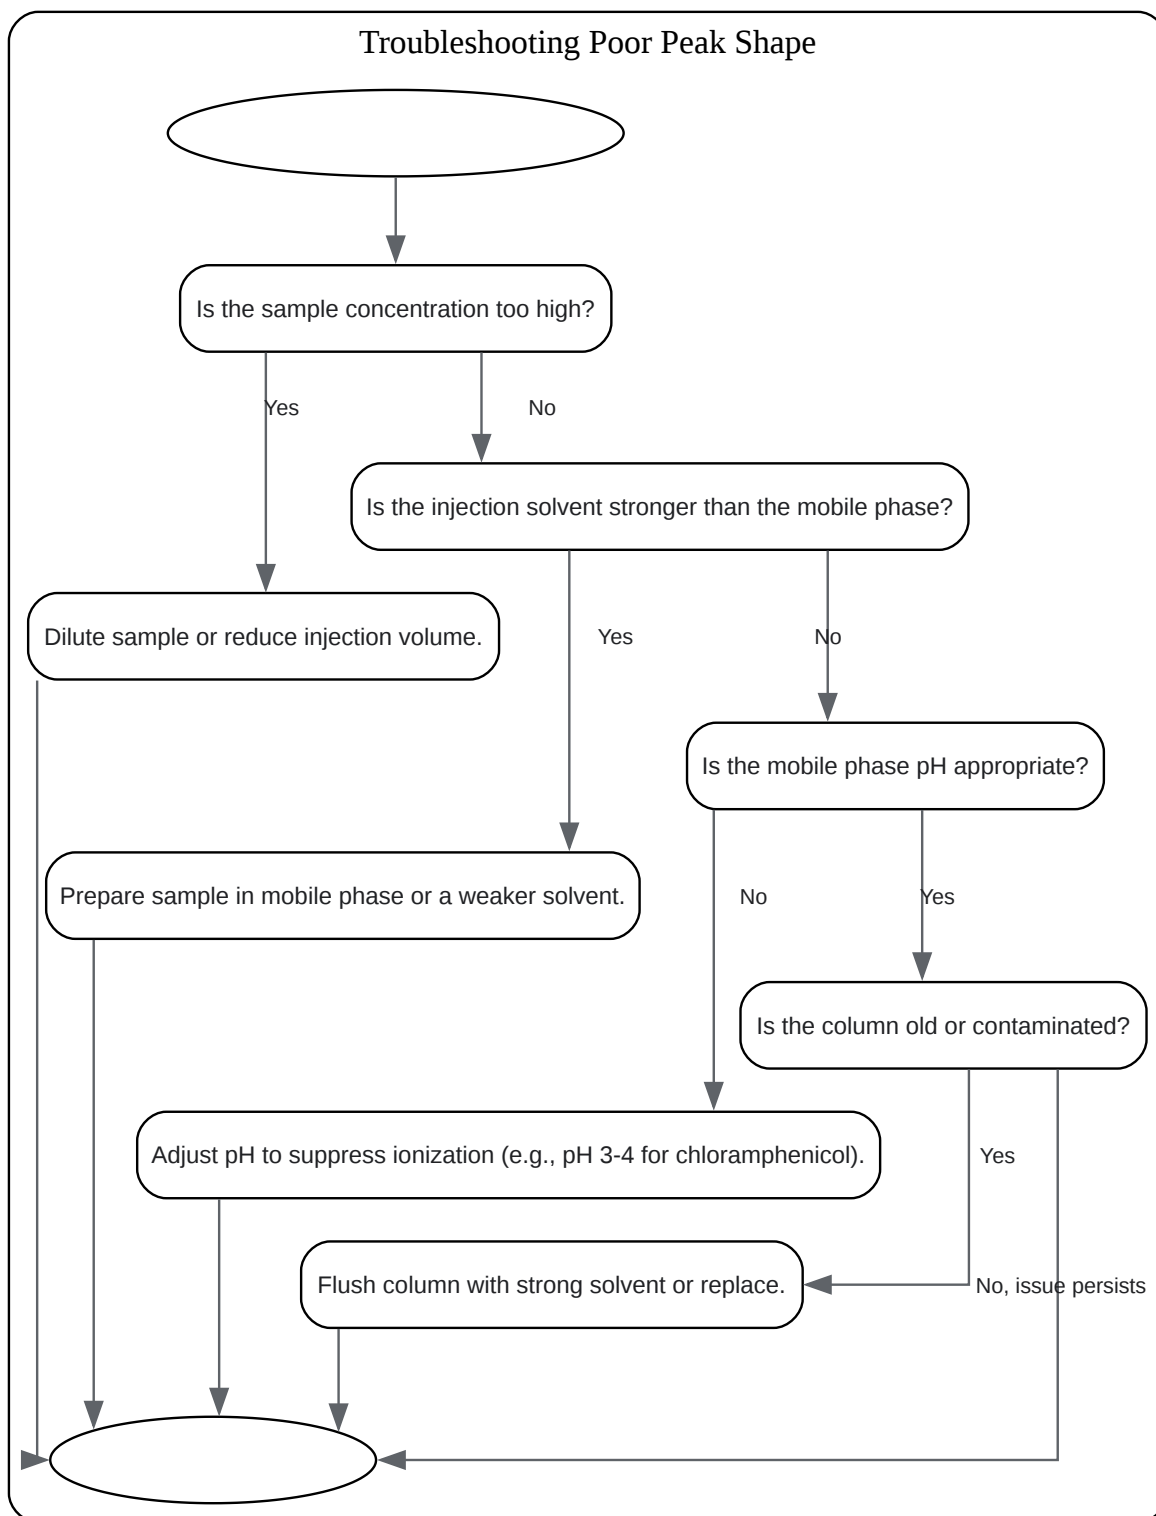 Troubleshooting Poor Peak Shape
Is the sample concentration too high?
Yes
No
Is the injection solvent stronger than the mobile phase?
Dilute sample or reduce injection volume.
Yes
No
Is the mobile phase pH appropriate?
Prepare sample in mobile phase or a weaker solvent.
No
Yes
Is the column old or contaminated?
Adjust pH to suppress ionization (e.g., pH 3-4 for chloramphenicol).
Yes
Flush column with strong solvent or replace.
No, issue persists